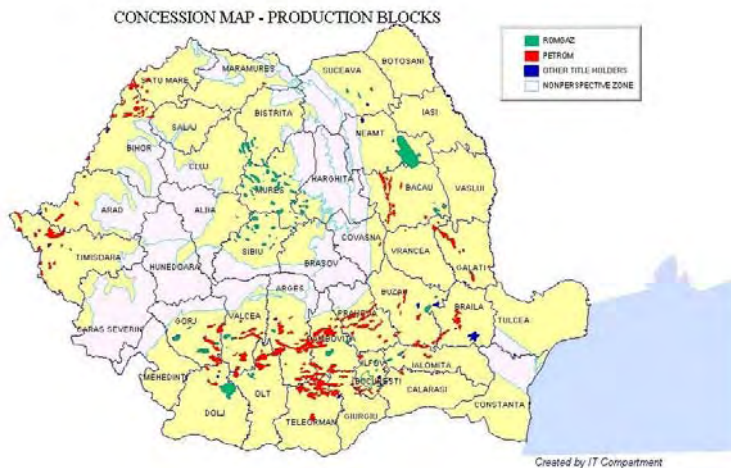 CONCESSION MAP - PRODUCTION BLOCKS
ROMGAZ
PETROM
OTHER TITLE HOLDERS
NONPERSPECTIVE ZONE
BOTOSANI
SUCEAVA
MARAMURES
SATU MARE
IASI
BISTRITA
NEAMT
SALAJ
BIHOR
CLUJ
HARGHITA
MURES
BACAU
VASLUI
ARAD
ALBA
COVASNA
SIBIU
TIMISOARA
VRANCEA
HUNEDOARA
BRASOV
GALATI
ARGES
BUZAU
PRAHOVA
BRAILA
VALCEA
GORJ
TULCEA
CARAS SEVERIN
DAMBOVITA
ILFOV
IALOMITA
MEHEDINTI
BUCURESTI
OLT
CALARASI
CONSTANTA
DOLJ
GIURGIU
TELEORMAN
Created by IT Compartment